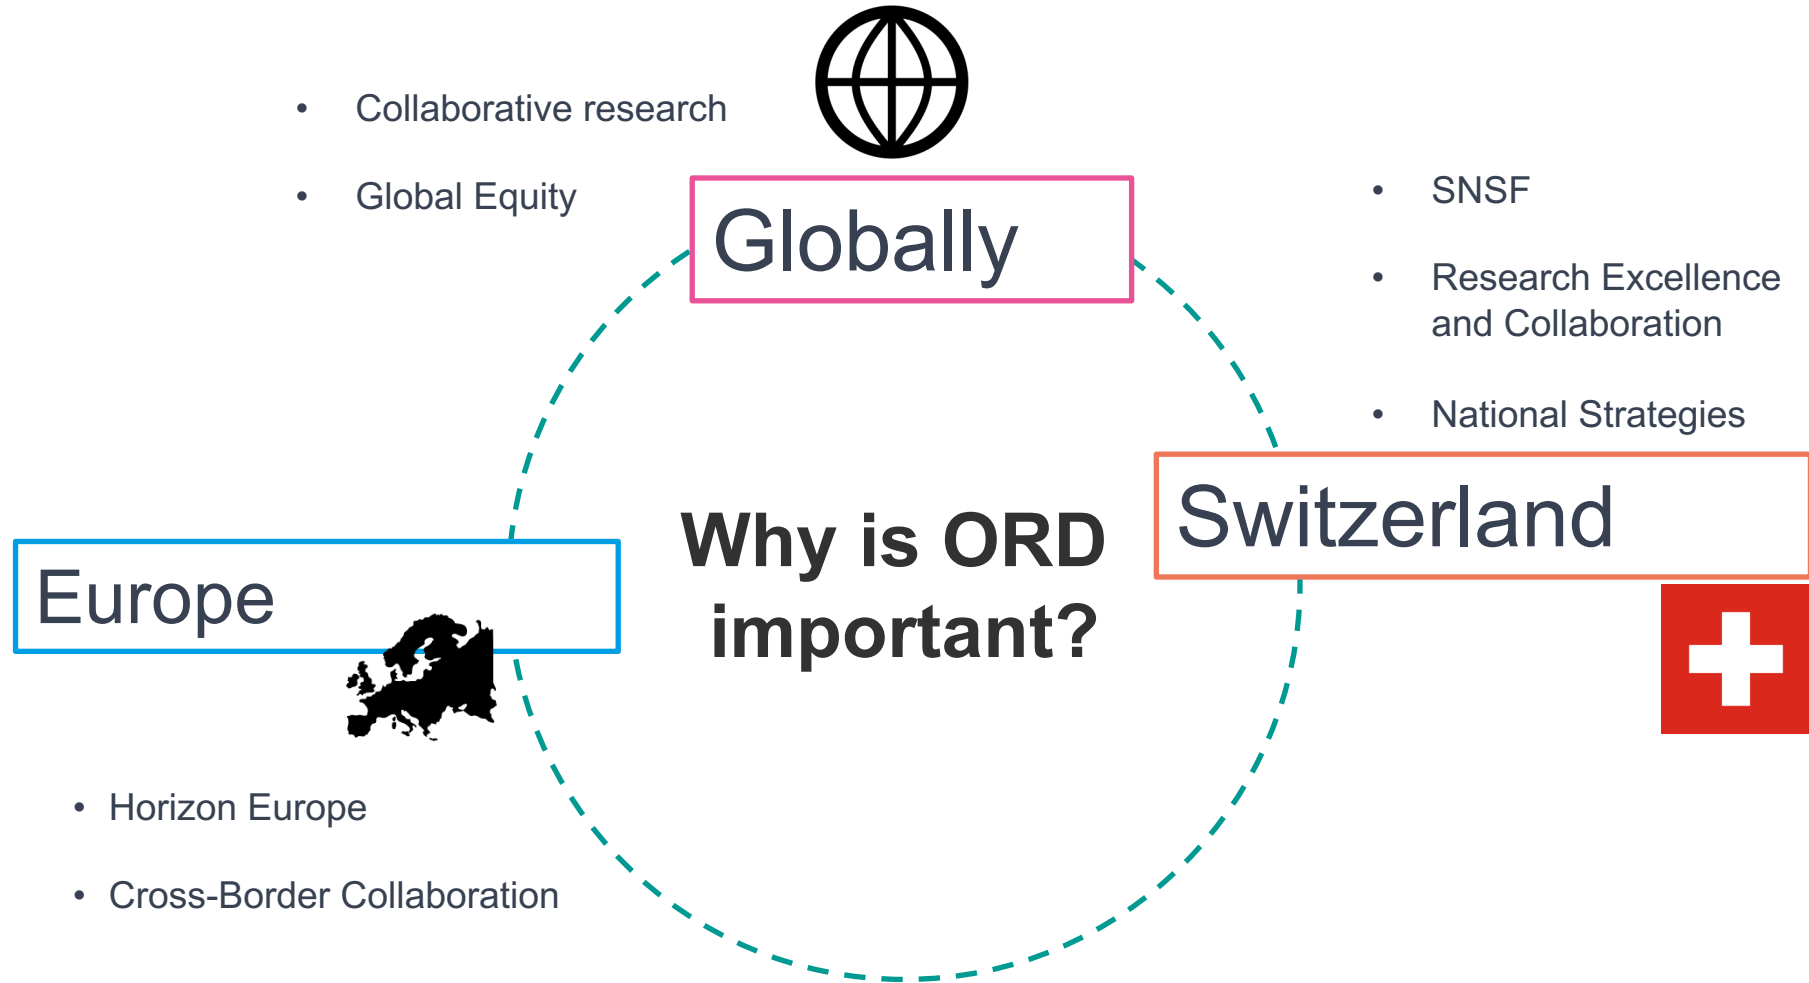 • Collaborative research
• Global Equity
Globally
• SNSF
• Research Excellence
and Collaboration
• National Strategies
Switzerland
Why is ORD
important?
Europe
• Horizon Europe
• Cross-Border Collaboration